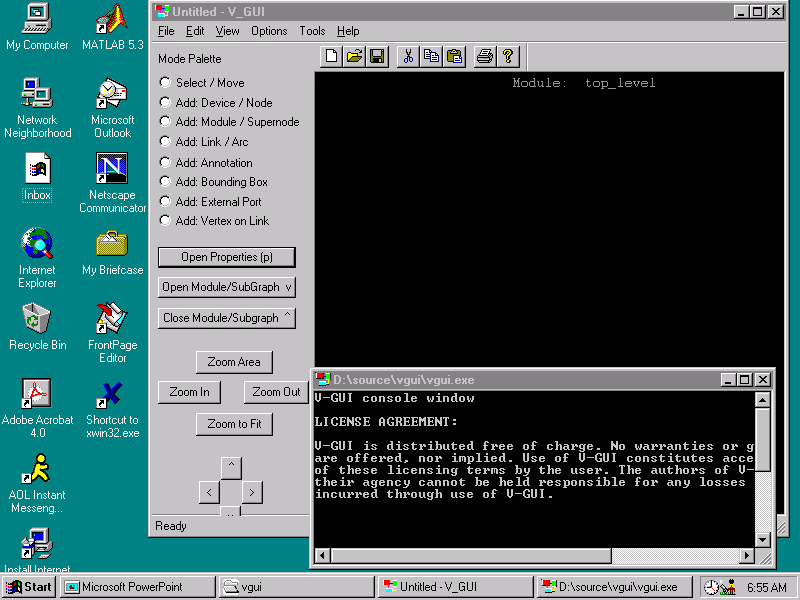 My Computer
MATLAB 5.3
Network
Neighborhood
Microsoft
Outlook
Inbox
Netscape
Communicator
Internet
Explorer
My Briefcase
Recycle Bin
FrontPage
Editor
Adobe Acrobat
4.0
Shortcut to
xwin32.exe
AOL Instant
Messeng...
Install Internet
Untitled - V_GUI
File Edit View Options Tools Help
Mode Palette
Select / Move
Add: Device / Node
Add: Module / Supernode
Add: Link / Arc
Add: Annotation
Add: Bounding Box
Add: External Port
Add: Vertex on Link
Open Properties (p)
Open Module/SubGraph v
Close Module/Subgraph ^
Zoom Area
Zoom In Zoom Out
Zoom to Fit
^
< >
Ready
Module: top_level
D:\source\vgui\vgui.exe
V-GUI console window
LICENSE AGREEMENT:
V-GUI is distributed free of charge. No warranties or g
are offered, nor implied. Use of V-GUI constitutes acce
of these licensing terms by the user. The authors of V-
their agency cannot be held responsible for any losses
incurred through use of V-GUI.
Start Microsoft PowerPoint vgui Untitled - V_GUI D:\source\vgui\vgui.exe 6:55 AM